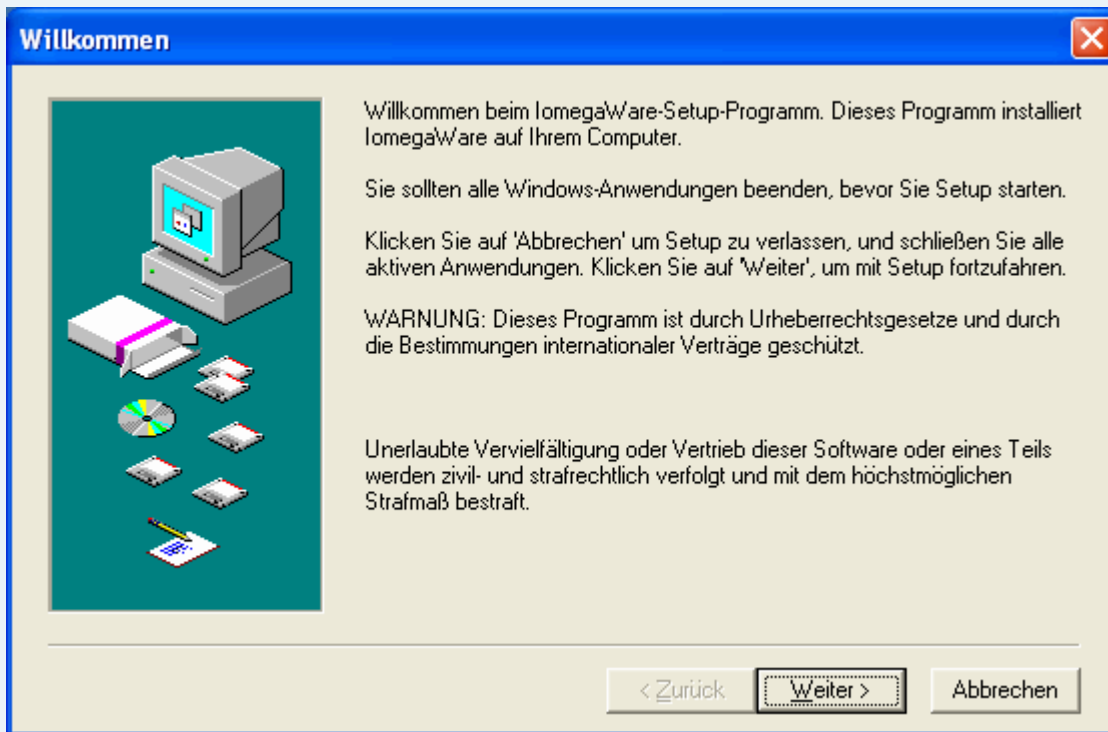 Willkommen
Willkommen beim IomegaWare-Setup-Programm. Dieses Programm installiert
IomegaWare auf Ihrem Computer.
Sie sollten alle Windows-Anwendungen beenden, bevor Sie Setup starten.
Klicken Sie auf 'Abbrechen' um Setup zu verlassen, und schließen Sie alle
aktiven Anwendungen. Klicken Sie auf 'Weiter', um mit Setup fortzufahren.
WARNUNG: Dieses Programm ist durch Urheberrechtsgesetze und durch
die Bestimmungen internationaler Verträge geschützt.
Unerlaubte Vervielfältigung oder Vertrieb dieser Software oder eines Teils
werden zivil- und strafrechtlich verfolgt und mit dem höchstmöglichen
Strafmaß bestraft.
< Zurück Weiter > Abbrechen